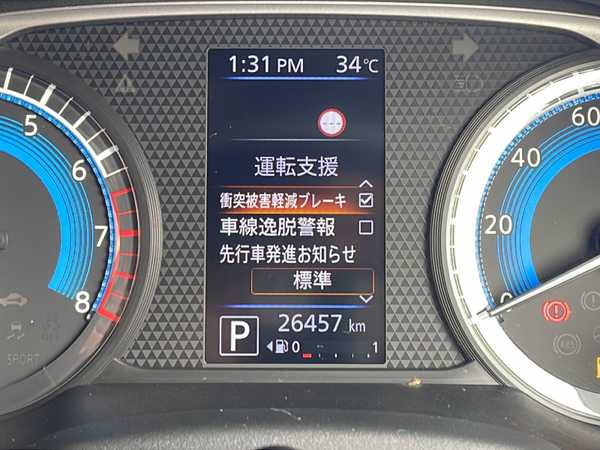 1:31 PM 34℃
運転支援
衝突被害軽減ブレーキ
車線逸脱警報
先行車発進お知らせ
標準
P 26457 km
0 1
5
6
7
8
SPORT
60
40
20
0